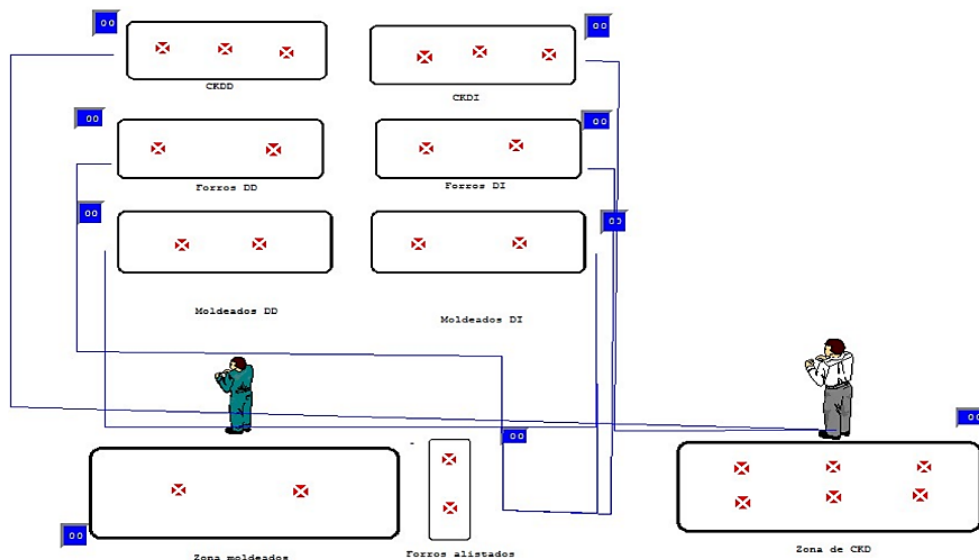 00
00
CKDD
CKDI
00
00
Forros DD
Forros DI
00
00
Moldeados DD
Moldeados DI
00
00
00
Zona moldeados
Forros alistados
Zona de CKD